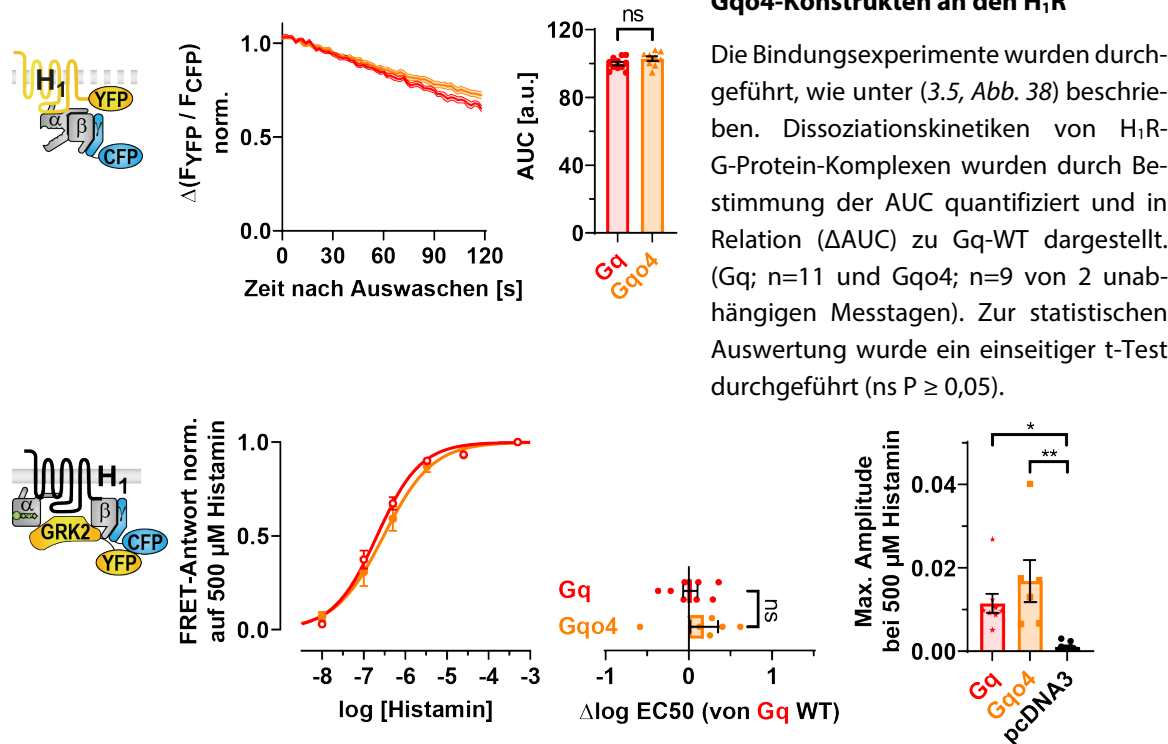 Gqo4-Konstrukten an den H₁R
Die Bindungsexperimente wurden durch-
geführt, wie unter (3.5, Abb. 38) beschrie-
ben. Dissoziationskinetiken von H₁R-
G-Protein-Komplexen wurden durch Be-
stimmung der AUC quantifiziert und in
Relation (ΔAUC) zu Gq-WT dargestellt.
(Gq; n=11 und Gqo4; n=9 von 2 unab-
hängigen Messtagen). Zur statistischen
Auswertung wurde ein einseitiger t-Test
durchgeführt (ns P ≥ 0,05).
H₁
YFP
α
β
γ
CFP
Δ(FYFP / FCFP)
norm.
1.0
0.5
0.0
0 30 60 90 120
Zeit nach Auswaschen [s]
AUC [a.u.]
120
80
40
0
ns
Gq
Gqo4
H₁
α
β
γ
GRK2
CFP
YFP
FRET-Antwort norm.
auf 500 µM Histamin
1.0
0.5
0.0
-8 -7 -6 -5 -4 -3
log [Histamin]
Gq
Gqo4
ns
-1 0 1
Δlog EC50 (von Gq WT)
Max. Amplitude
bei 500 µM Histamin
0.04
0.02
0.00
*
**
Gq
Gqo4
pcDNA3